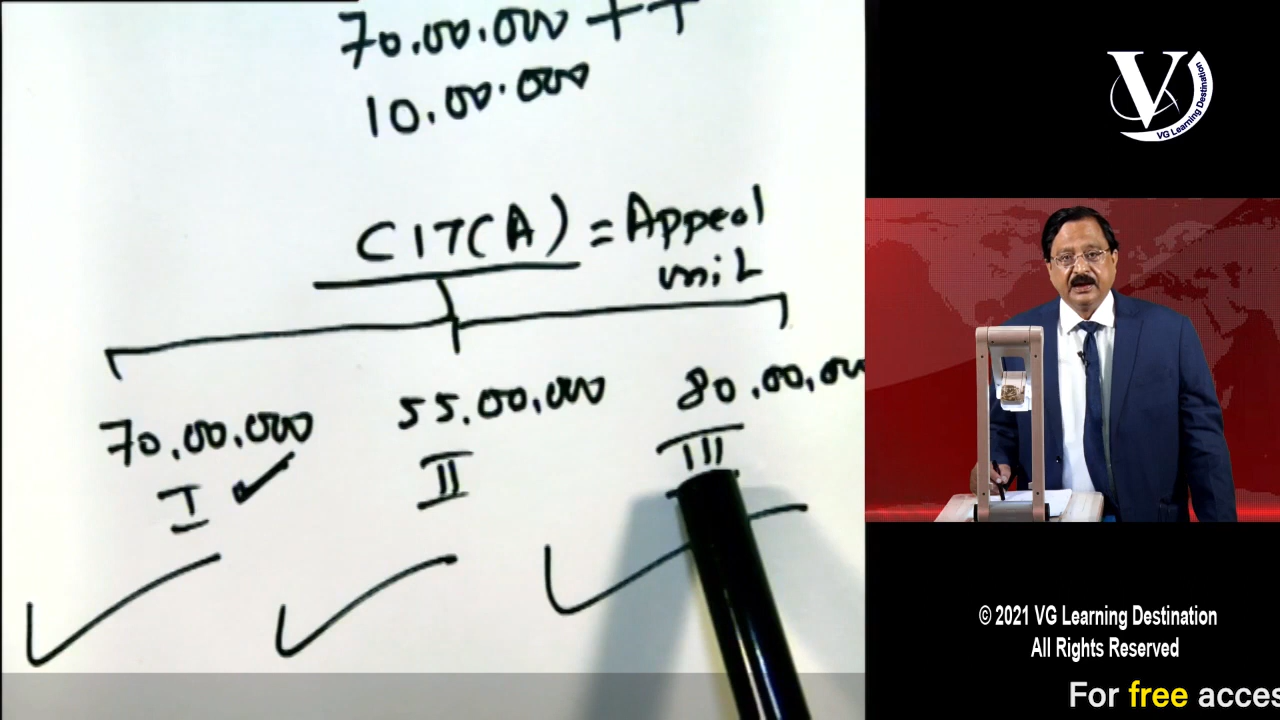 70.00.000 ++
10.00.000
CIT(A) = Appeal
unit
70.00.000
55.00,000
80.00,00
I
II
III
V
VG Learning Destination
© 2021 VG Learning Destination
All Rights Reserved
For free acces